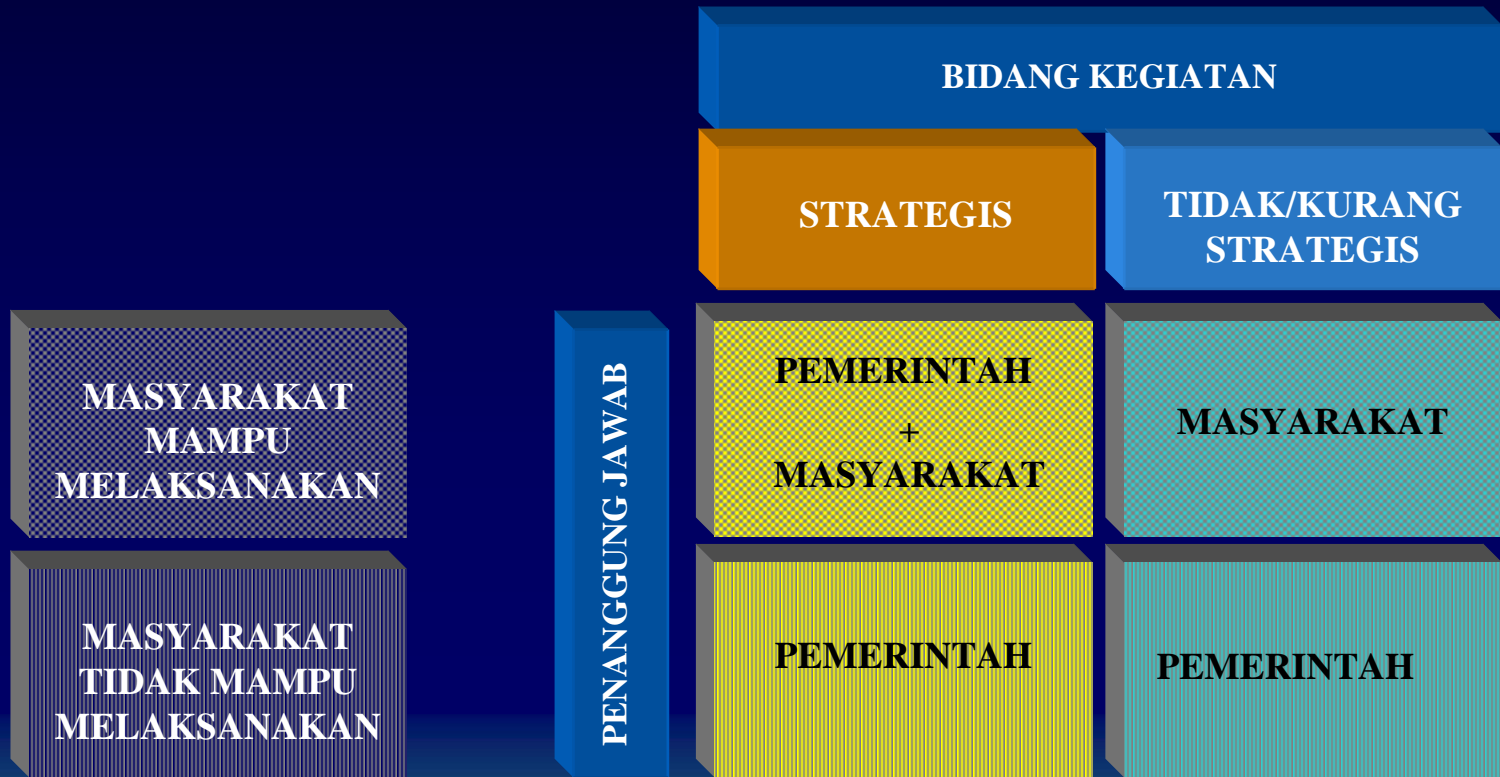 BIDANG KEGIATAN
STRATEGIS
TIDAK/KURANG
STRATEGIS
MASYARAKAT
MAMPU
MELAKSANAKAN
PENANGGUNG JAWAB
PEMERINTAH
+
MASYARAKAT
MASYARAKAT
MASYARAKAT
TIDAK MAMPU
MELAKSANAKAN
PEMERINTAH
PEMERINTAH